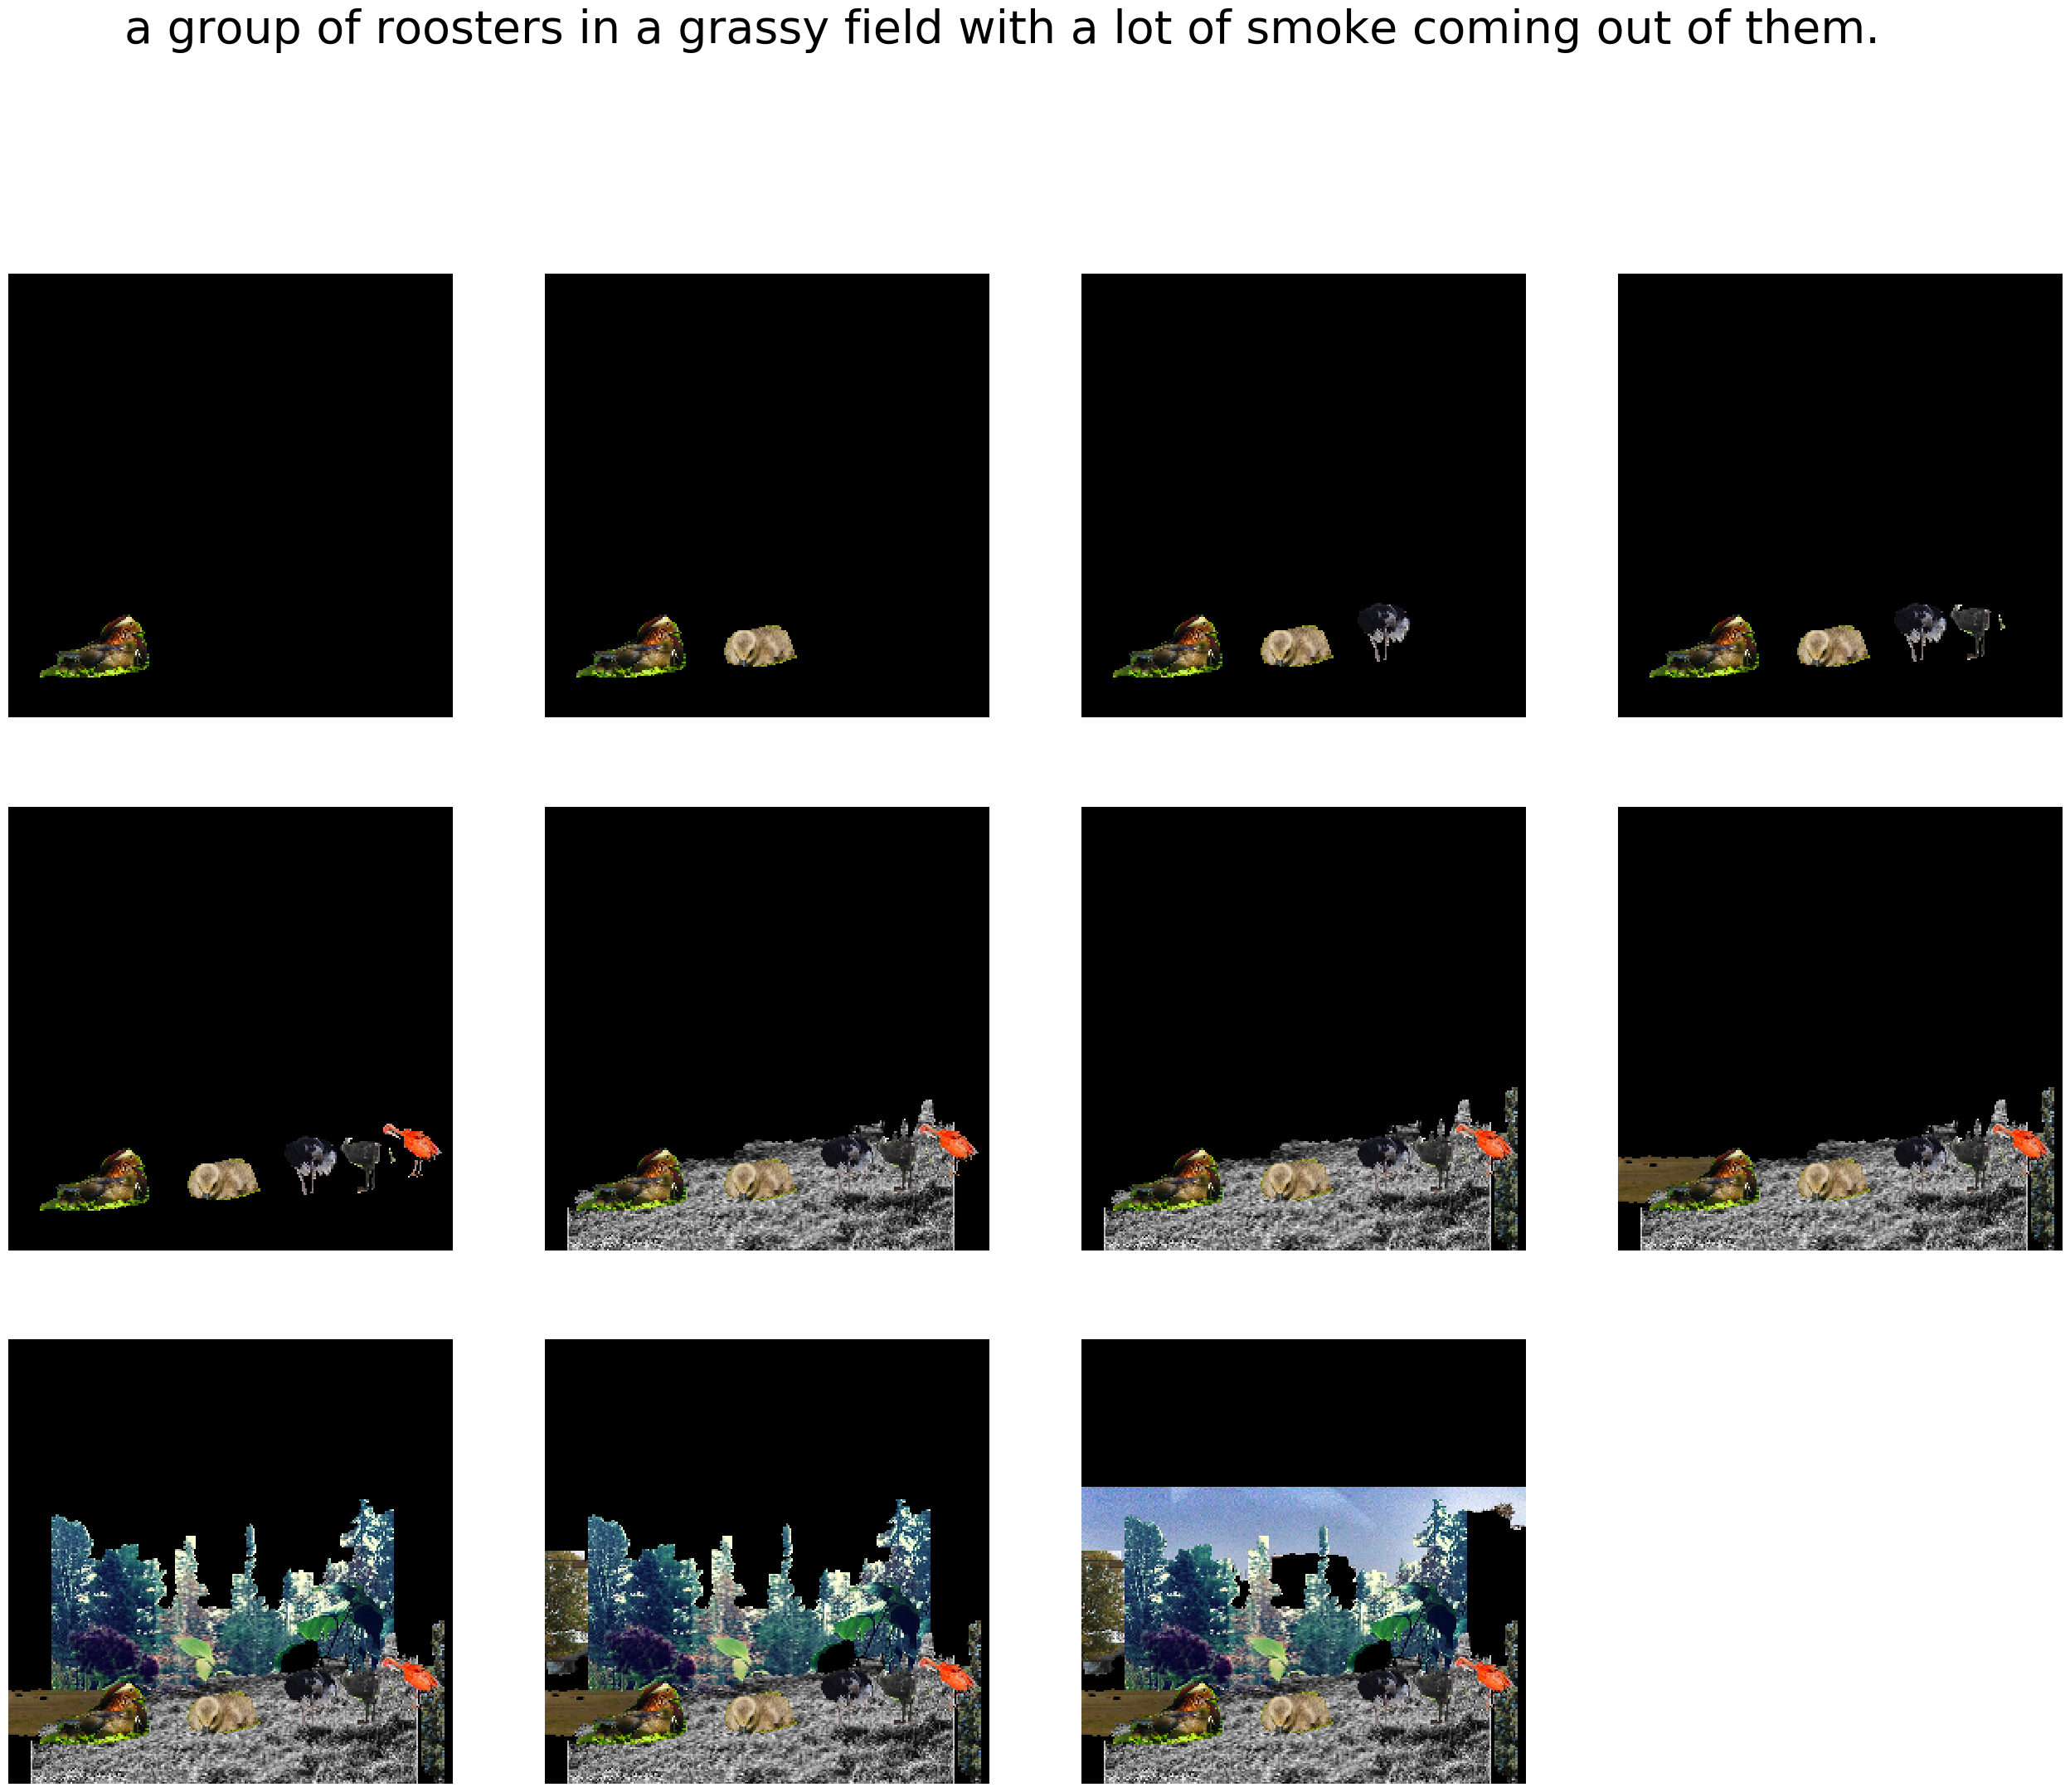 a group of roosters in a grassy field with a lot of smoke coming out of them.